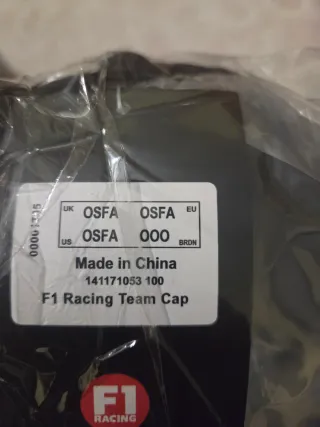 UK OSFA OSFA EU
US OSFA OOO BRDN
Made in China
141171053 100
F1 Racing Team Cap
F1
RACING